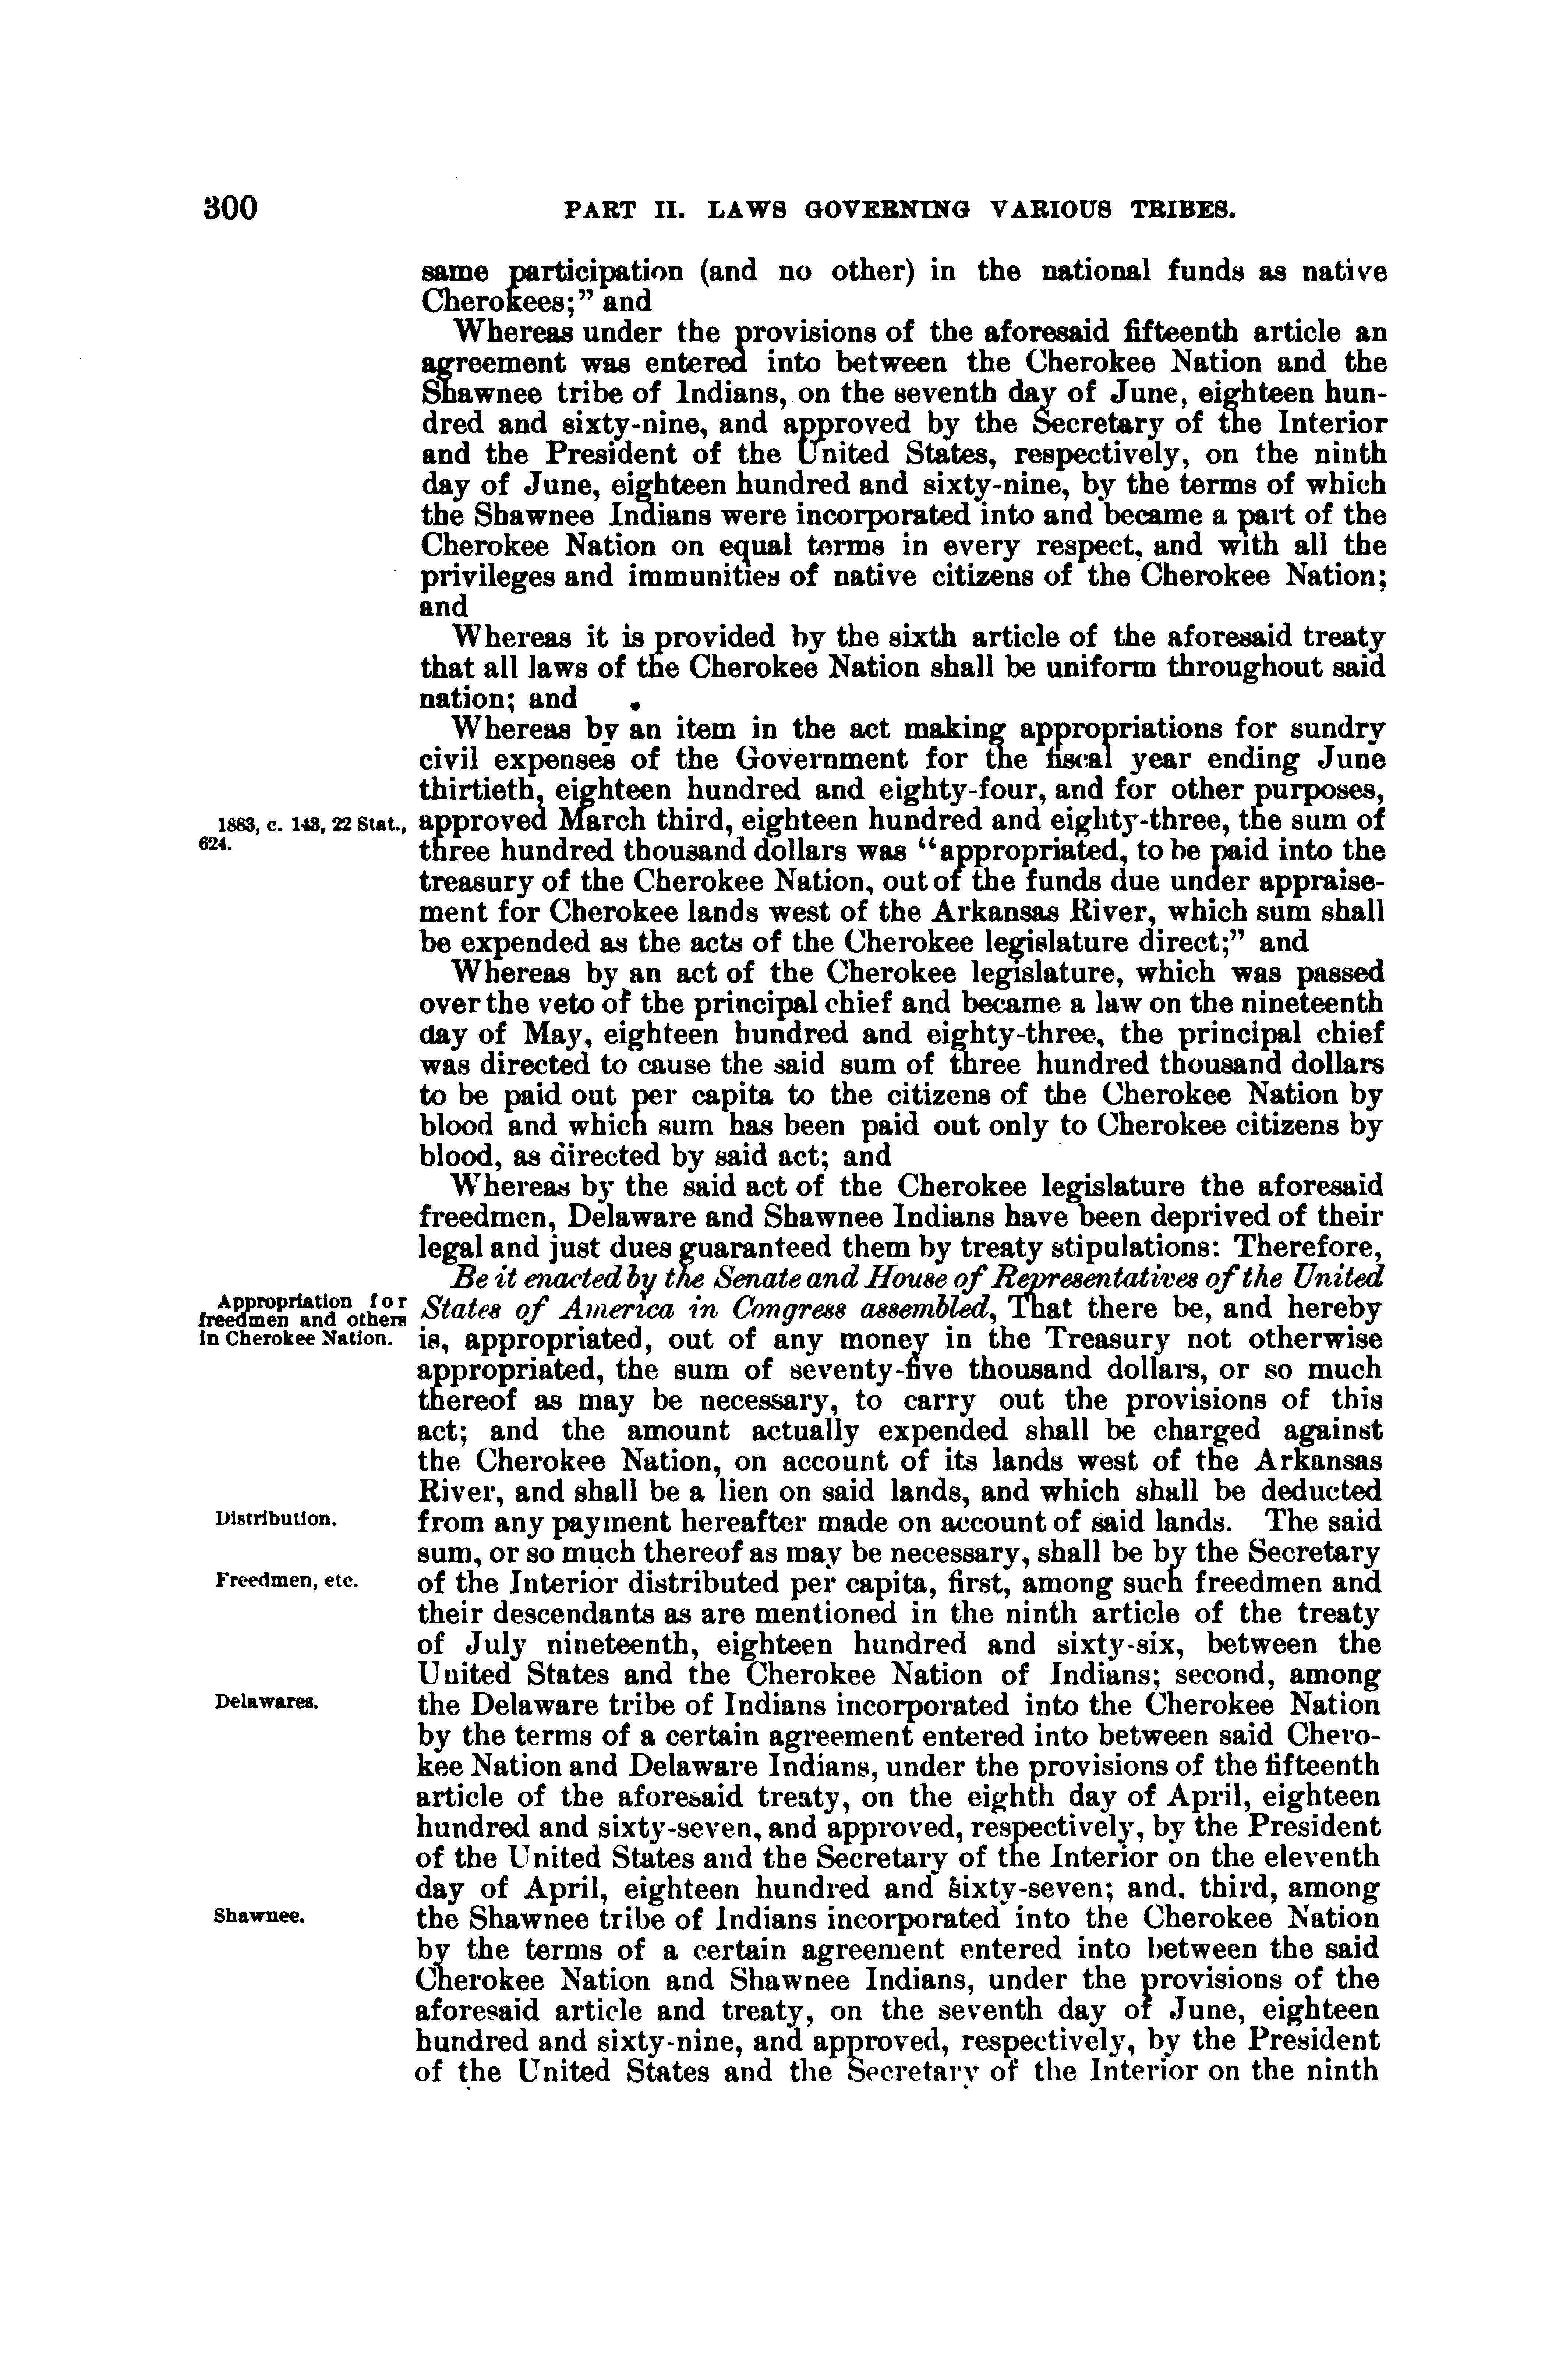 300
PART II. LAWS GOVERNING VARIOUS TRIBES.
same participation (and no other) in the national funds as native
Cherokees;" and
Whereas under the provisions of the aforesaid fifteenth article an
agreement was entered into between the Cherokee Nation and the
Shawnee tribe of Indians, on the seventh day of June, eighteen hun-
dred and sixty-nine, and approved by the Secretary of the Interior
and the President of the United States, respectively, on the ninth
day of June, eighteen hundred and sixty-nine, by the terms of which
the Shawnee Indians were incorporated into and became a part of the
Cherokee Nation on equal terms in every respect, and with all the
privileges and immunities of native citizens of the Cherokee Nation;
and
Whereas it is provided by the sixth article of the aforesaid treaty
that all laws of the Cherokee Nation shall be uniform throughout said
nation; and
Whereas by an item in the act making appropriations for sundry
civil expenses of the Government for the fiscal year ending June
thirtieth, eighteen hundred and eighty-four, and for other purposes,
1883, c. 143, 22 Stat.,
624.
approved March third, eighteen hundred and eighty-three, the sum of
three hundred thousand dollars was "appropriated, to be paid into the
treasury of the Cherokee Nation, out of the funds due under appraise-
ment for Cherokee lands west of the Arkansas River, which sum shall
be expended as the acts of the Cherokee legislature direct;" and
Whereas by an act of the Cherokee legislature, which was passed
over the veto of the principal chief and became a law on the nineteenth
day of May, eighteen hundred and eighty-three, the principal chief
was directed to cause the said sum of three hundred thousand dollars
to be paid out per capita to the citizens of the Cherokee Nation by
blood and which sum has been paid out only to Cherokee citizens by
blood, as directed by said act; and
Whereas by the said act of the Cherokee legislature the aforesaid
freedmen, Delaware and Shawnee Indians have been deprived of their
legal and just dues guaranteed them by treaty stipulations: Therefore,
Be it enacted by the Senate and House of Representatives of the United
Appropriation for
freedmen and others
in Cherokee Nation.
States of America in Congress assembled, That there be, and hereby
is, appropriated, out of any money in the Treasury not otherwise
appropriated, the sum of seventy-five thousand dollars, or so much
thereof as may be necessary, to carry out the provisions of this
act; and the amount actually expended shall be charged against
the Cherokee Nation, on account of its lands west of the Arkansas
River, and shall be a lien on said lands, and which shall be deducted
Distribution.
from any payment hereafter made on account of said lands. The said
sum, or so much thereof as may be necessary, shall be by the Secretary
Freedmen, etc.
of the Interior distributed per capita, first, among such freedmen and
their descendants as are mentioned in the ninth article of the treaty
of July nineteenth, eighteen hundred and sixty-six, between the
United States and the Cherokee Nation of Indians; second, among
Delawares.
the Delaware tribe of Indians incorporated into the Cherokee Nation
by the terms of a certain agreement entered into between said Chero-
kee Nation and Delaware Indians, under the provisions of the fifteenth
article of the aforesaid treaty, on the eighth day of April, eighteen
hundred and sixty-seven, and approved, respectively, by the President
of the United States and the Secretary of the Interior on the eleventh
day of April, eighteen hundred and sixty-seven; and, third, among
Shawnee.
the Shawnee tribe of Indians incorporated into the Cherokee Nation
by the terms of a certain agreement entered into between the said
Cherokee Nation and Shawnee Indians, under the provisions of the
aforesaid article and treaty, on the seventh day of June, eighteen
hundred and sixty-nine, and approved, respectively, by the President
of the United States and the Secretary of the Interior on the ninth